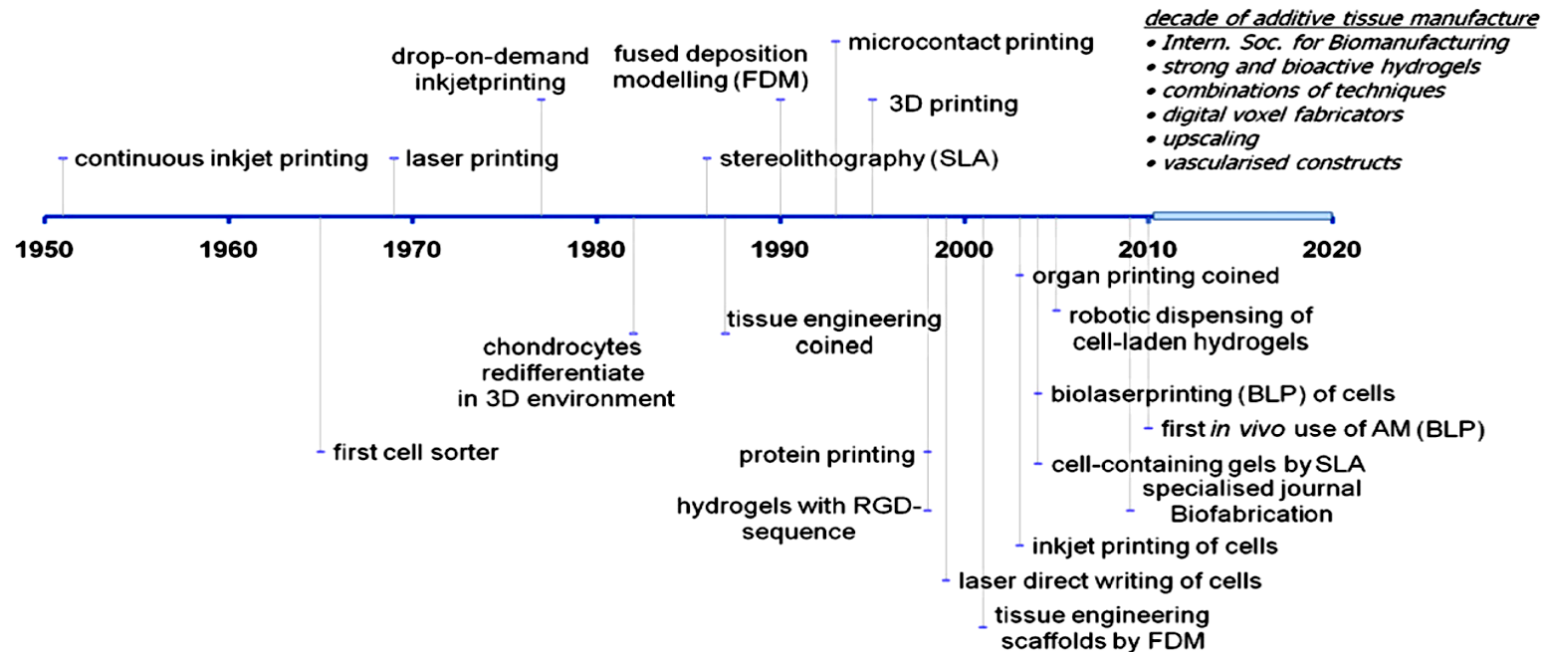 decade of additive tissue manufacture
• Intern. Soc. for Biomanufacturing
• strong and bioactive hydrogels
• combinations of techniques
• digital voxel fabricators
• upscaling
• vascularised constructs
microcontact printing
drop-on-demand
inkjetprinting
fused deposition
modelling (FDM)
3D printing
continuous inkjet printing
laser printing
stereolithography (SLA)
1950
1960
1970
1980
1990
2000
2010
2020
organ printing coined
robotic dispensing of
cell-laden hydrogels
tissue engineering
coined
chondrocytes
redifferentiate
in 3D environment
biolaserprinting (BLP) of cells
first in vivo use of AM (BLP)
first cell sorter
protein printing
cell-containing gels by SLA
specialised journal
Biofabrication
hydrogels with RGD-
sequence
inkjet printing of cells
laser direct writing of cells
tissue engineering
scaffolds by FDM